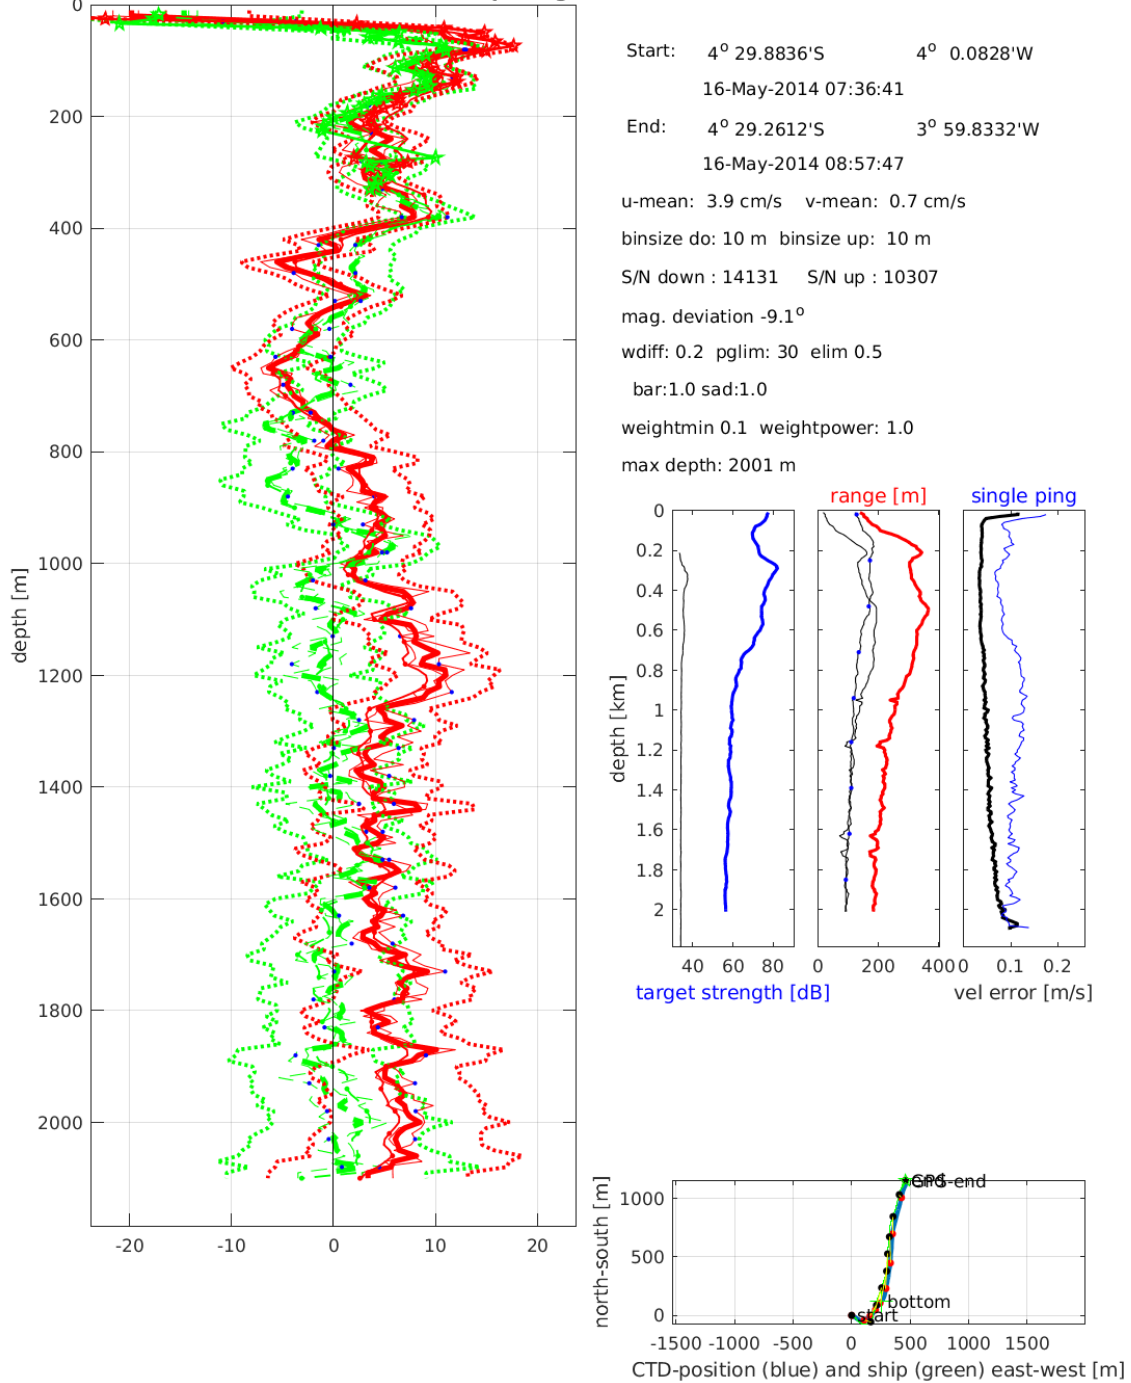 0
200
400
600
800
1000
1200
1400
1600
1800
2000
depth [m]
-20
-10
0
10
20
Start: 4° 29.8836'S 4° 0.0828'W
16-May-2014 07:36:41
End: 4° 29.2612'S 3° 59.8332'W
16-May-2014 08:57:47
u-mean: 3.9 cm/s v-mean: 0.7 cm/s
binsize do: 10 m binsize up: 10 m
S/N down : 14131 S/N up : 10307
mag. deviation -9.1°
wdiff: 0.2 pglim: 30 elim 0.5
bar:1.0 sad:1.0
weightmin 0.1 weightpower: 1.0
max depth: 2001 m
range [m]
single ping
0
0.2
0.4
0.6
0.8
1
1.2
1.4
1.6
1.8
2
depth [km]
40 60 80
0 200 400
0 0.1 0.2
target strength [dB]
vel error [m/s]
GPS-end
end
bottom
start
1000
500
0
north-south [m]
-1500 -1000 -500 0 500 1000 1500
CTD-position (blue) and ship (green) east-west [m]